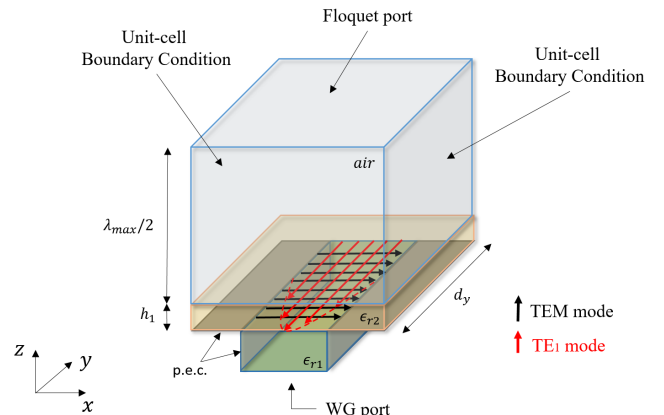 Floquet port
Unit-cell
Boundary Condition
Unit-cell
Boundary Condition
air
λmax/2
h1
dy
ϵr2
TEM mode
TE1 mode
p.e.c.
ϵr1
z
y
x
WG port